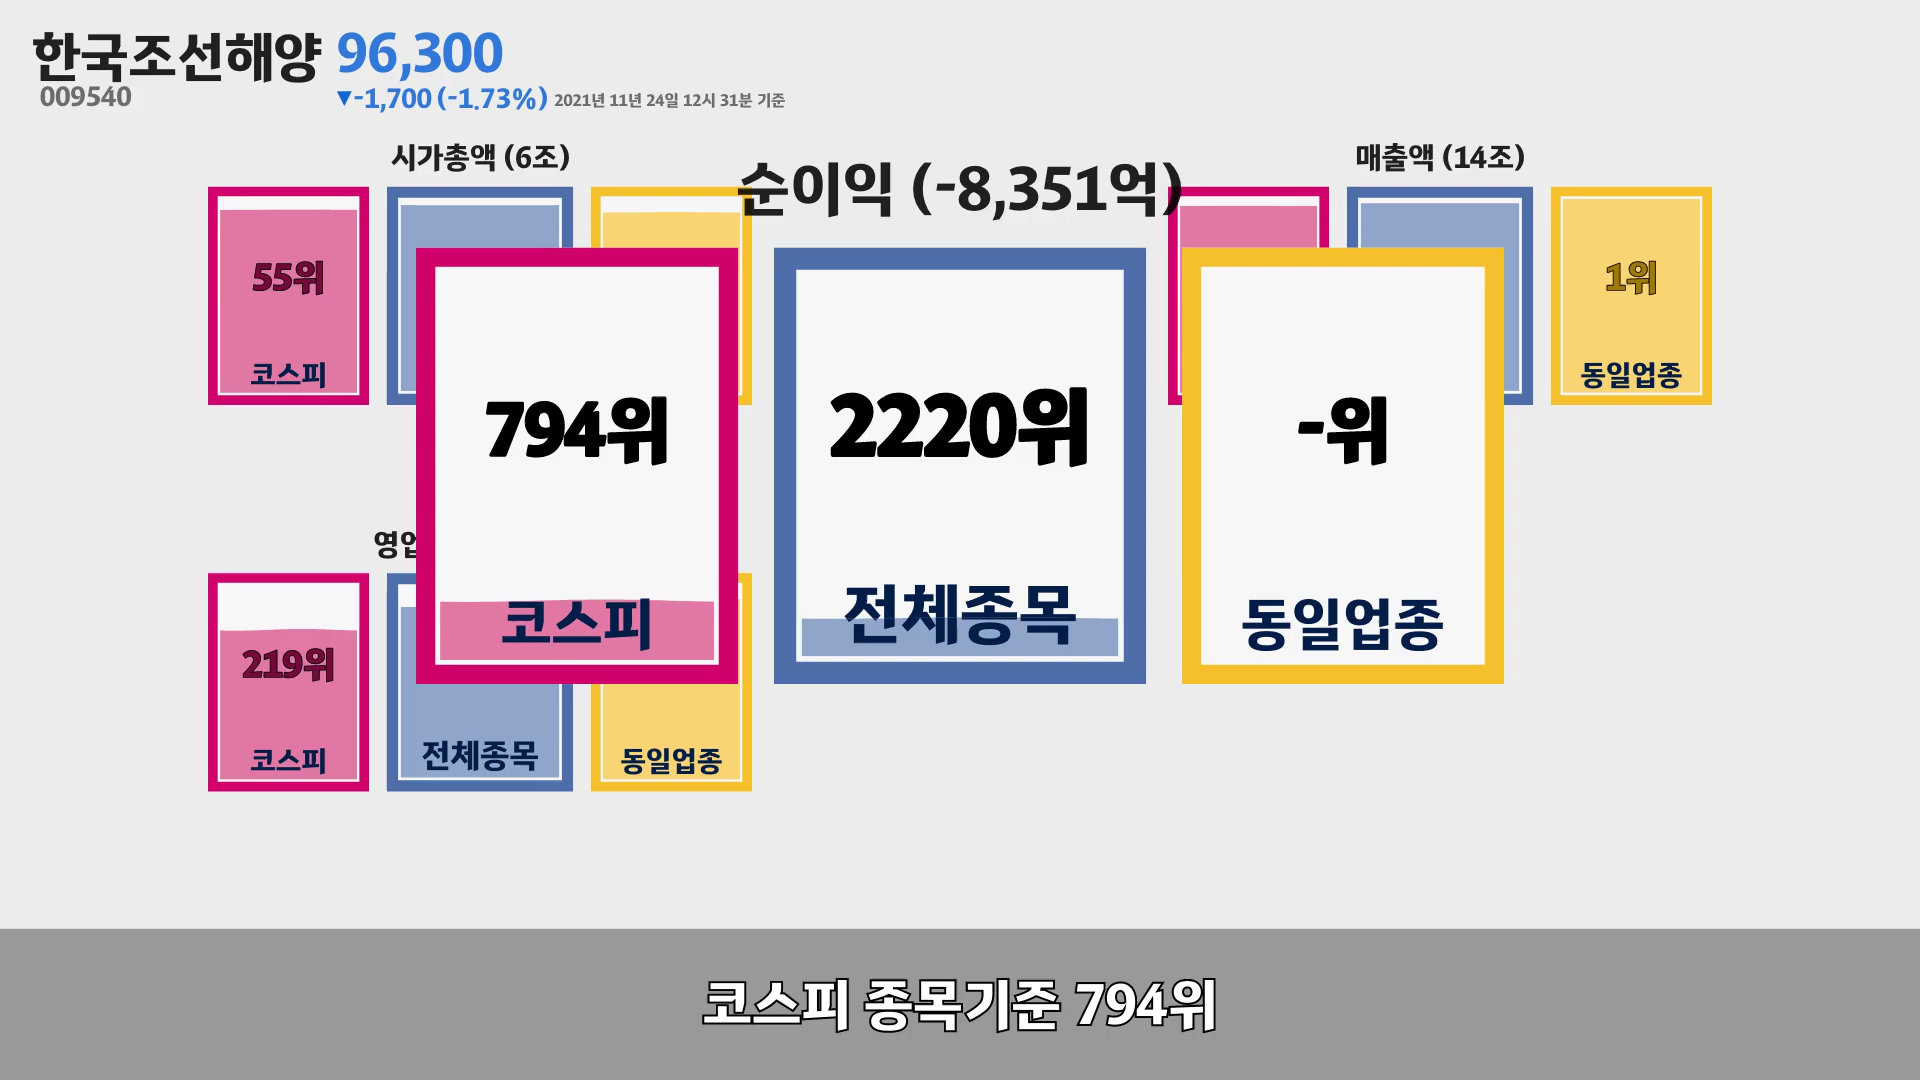 한국조선해양 96,300
009540 ▼-1,700 (-1.73%) 2021년 11년 24일 12시 31분 기준
시가총액 (6조)
순이익 (-8,351억)
매출액 (14조)
55위
코스피
1위
동일업종
794위
코스피
2220위
전체종목
-위
동일업종
219위
코스피
전체종목
동일업종
코스피 종목기준 794위